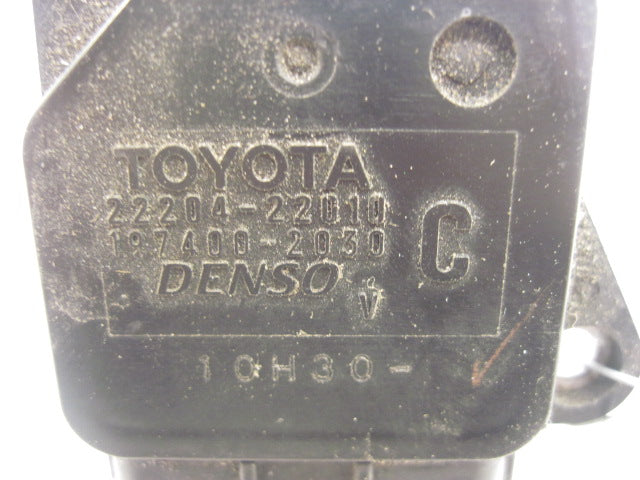 TOYOTA
22204-22010
197400-2030
C
DENSO
V
10H30-